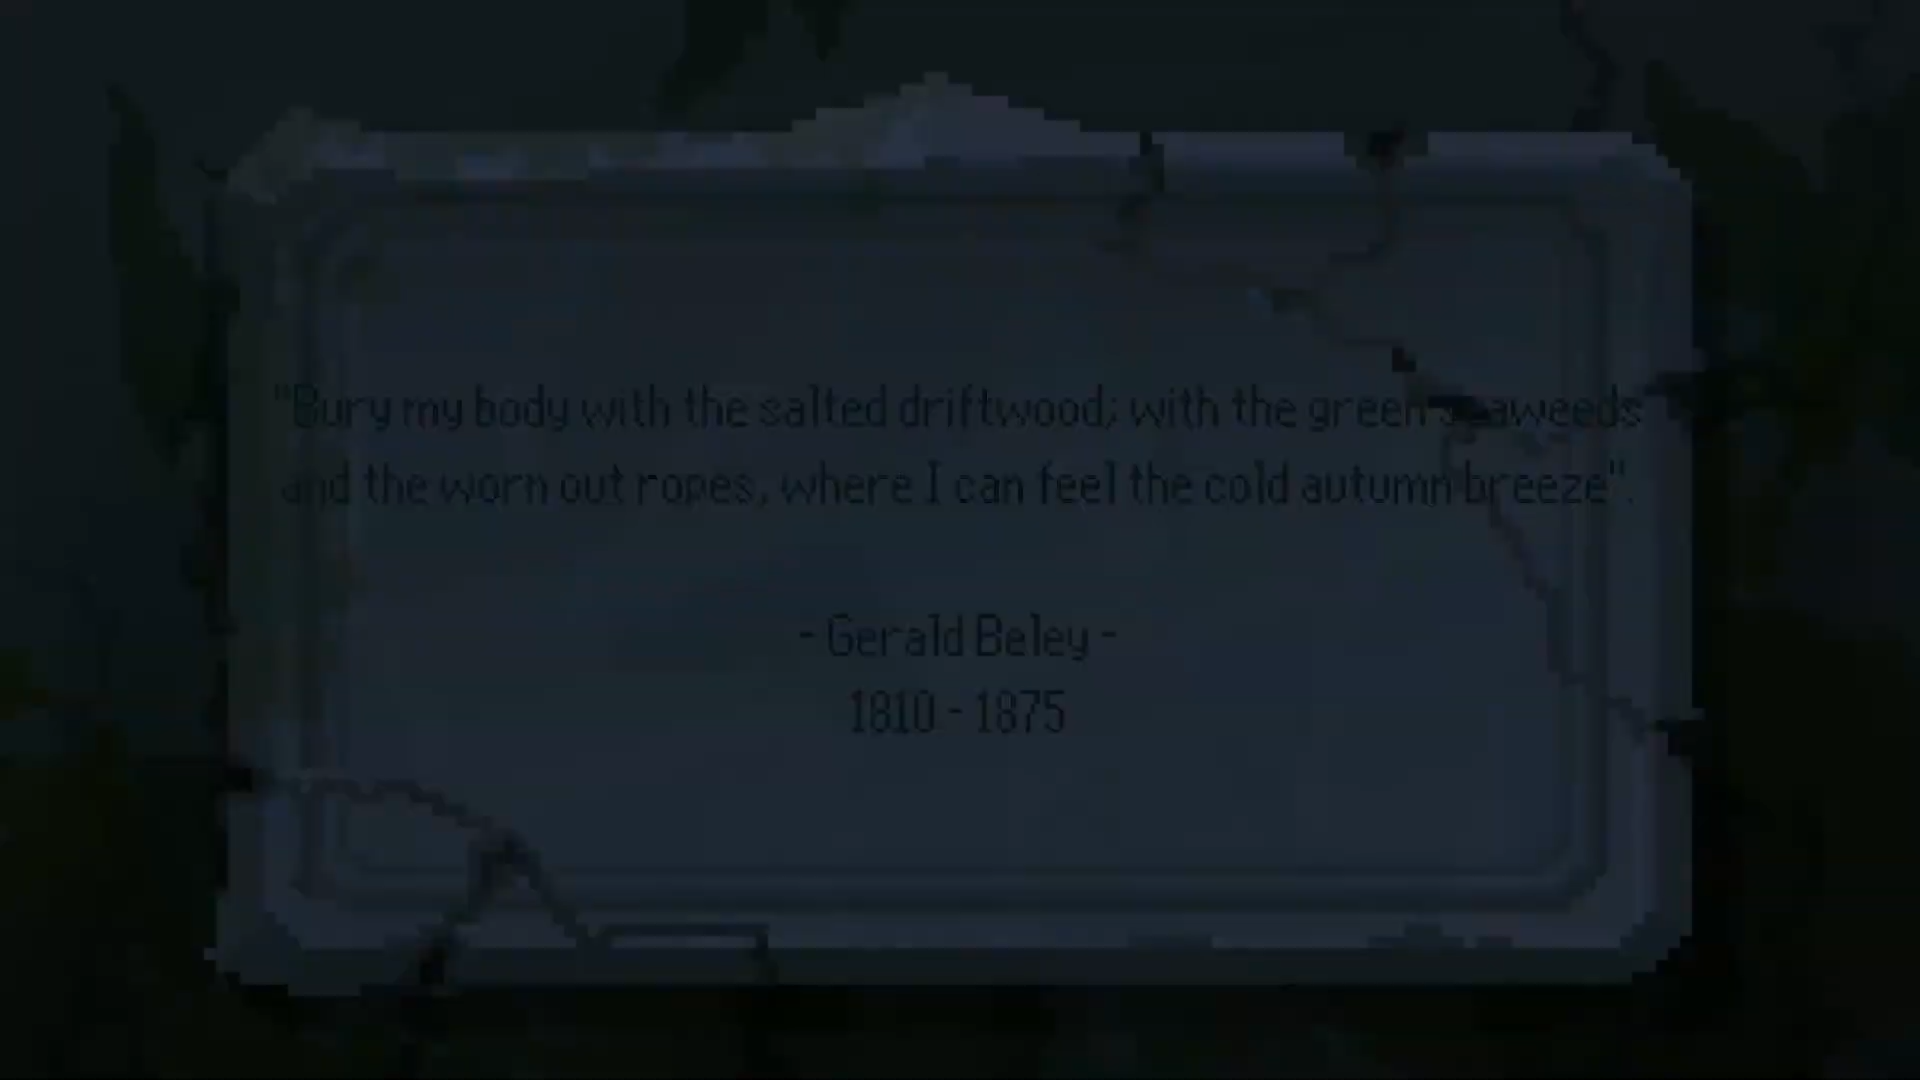 "Bury my body with the salted driftwood; with the green seaweeds
and the worn out ropes, where I can feel the cold autumn breeze".
- Gerald Beley -
1810 - 1875